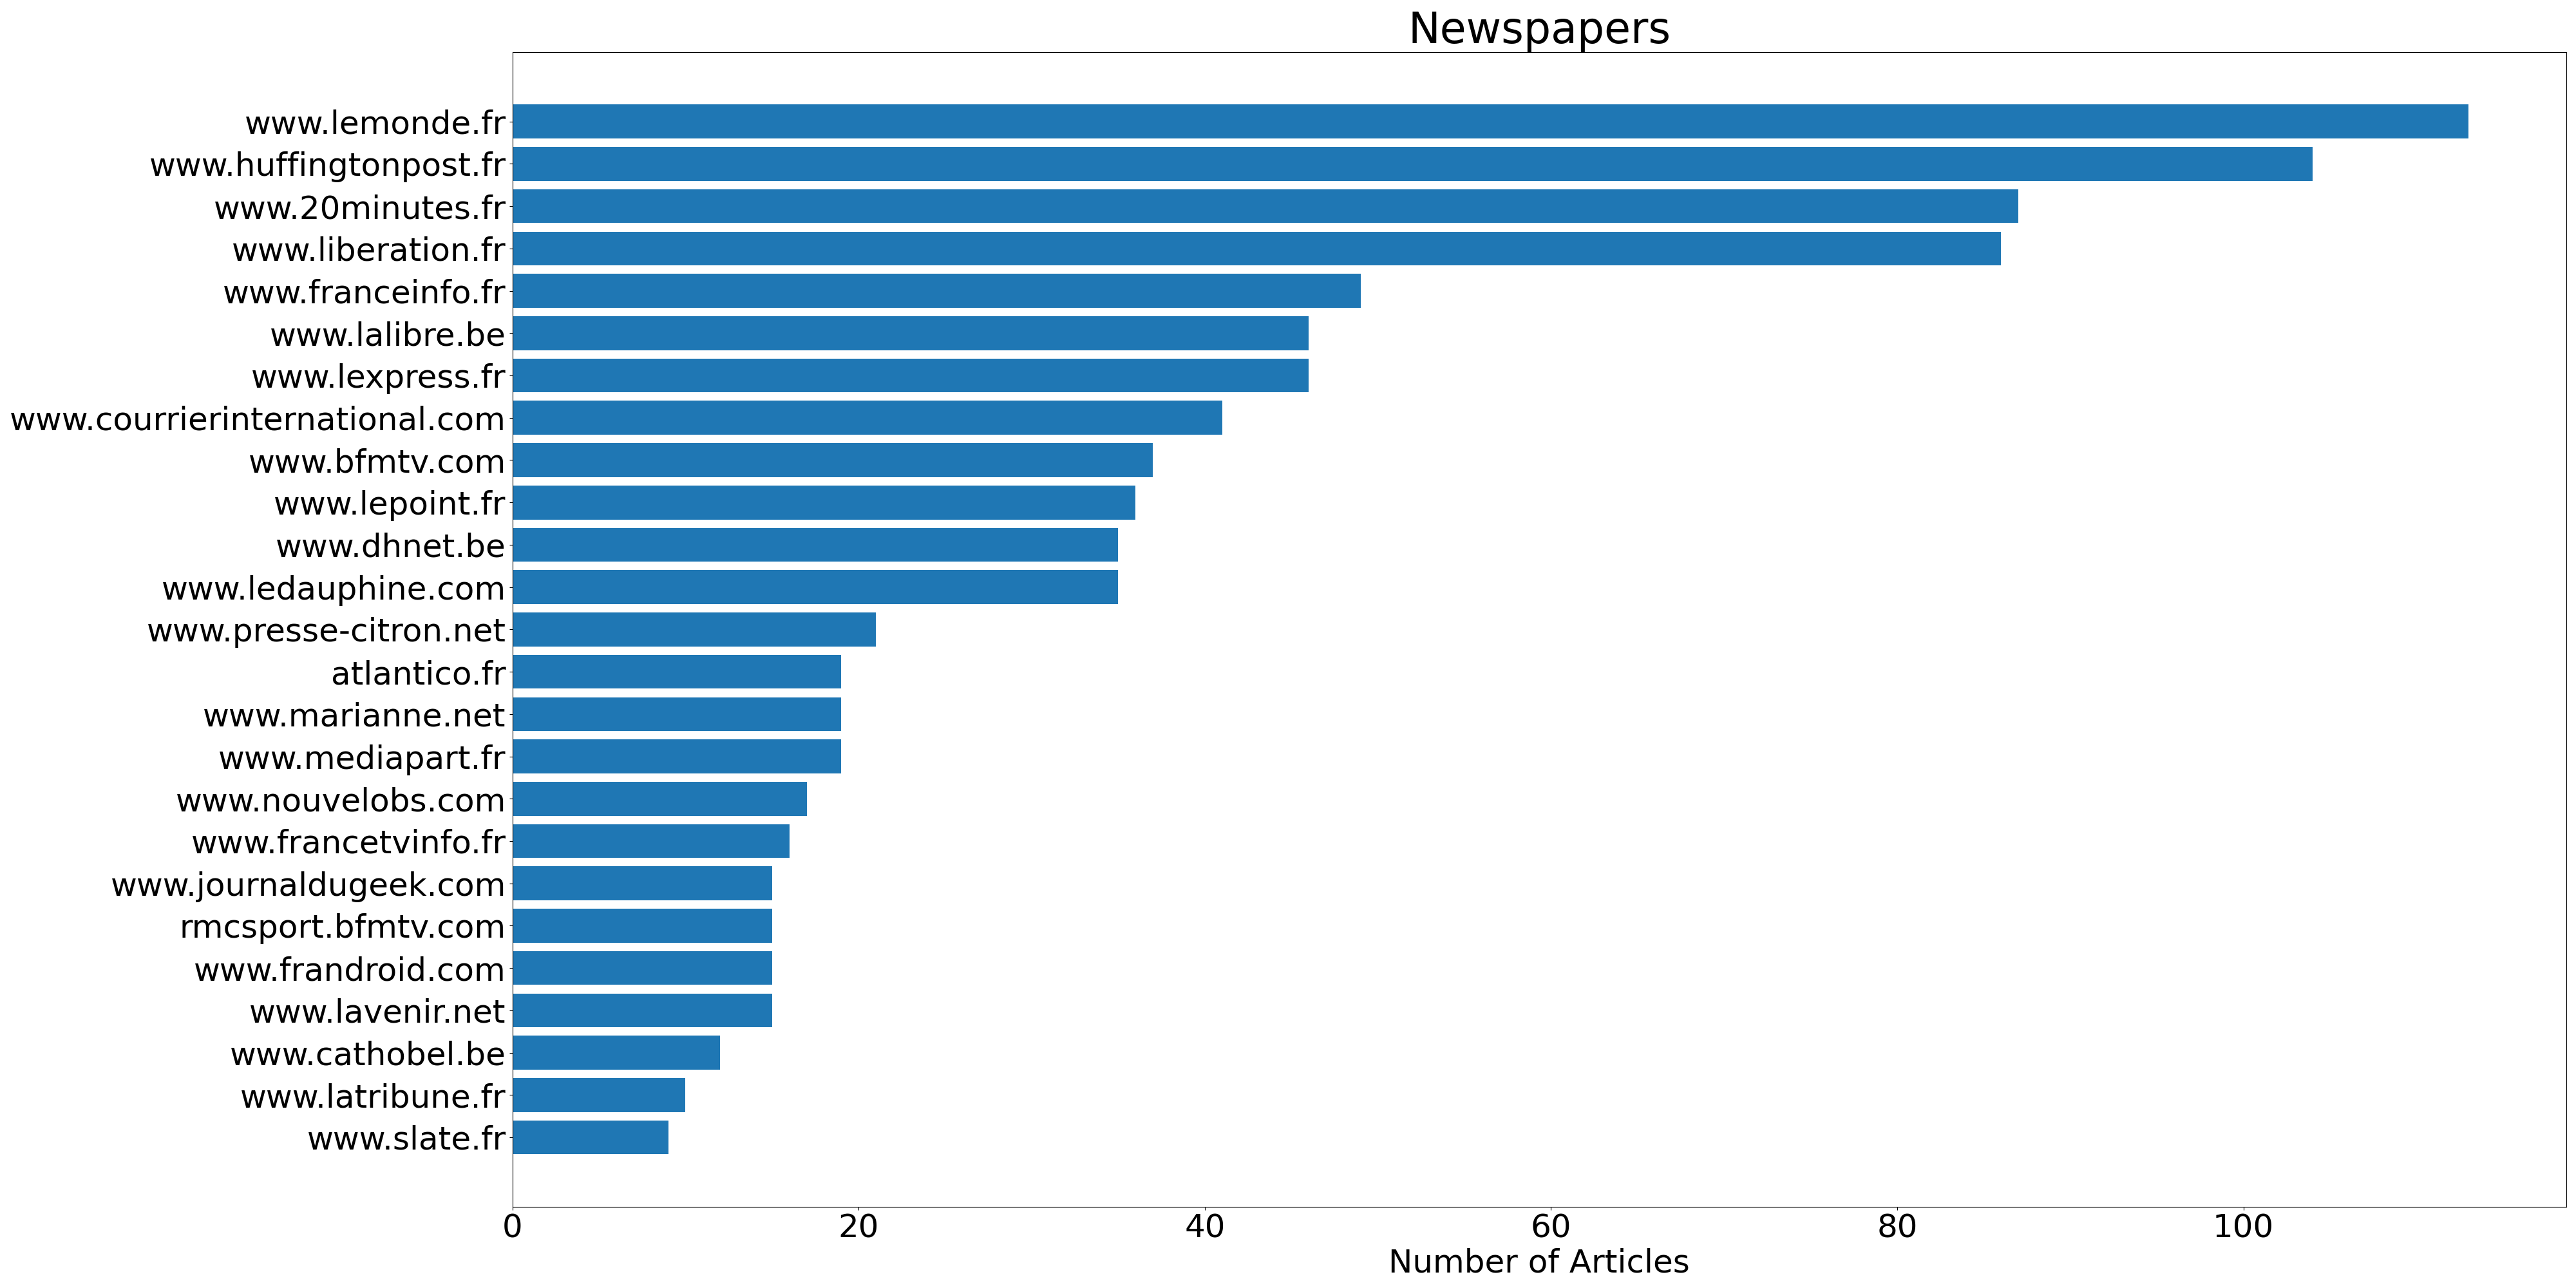 Newspapers
www.lemonde.fr
www.huffingtonpost.fr
www.20minutes.fr
www.liberation.fr
www.franceinfo.fr
www.lalibre.be
www.lexpress.fr
www.courrierinternational.com
www.bfmtv.com
www.lepoint.fr
www.dhnet.be
www.ledauphine.com
www.presse-citron.net
atlantico.fr
www.marianne.net
www.mediapart.fr
www.nouvelobs.com
www.francetvinfo.fr
www.journaldugeek.com
rmcsport.bfmtv.com
www.frandroid.com
www.lavenir.net
www.cathobel.be
www.latribune.fr
www.slate.fr
0 20 40 60 80 100
Number of Articles